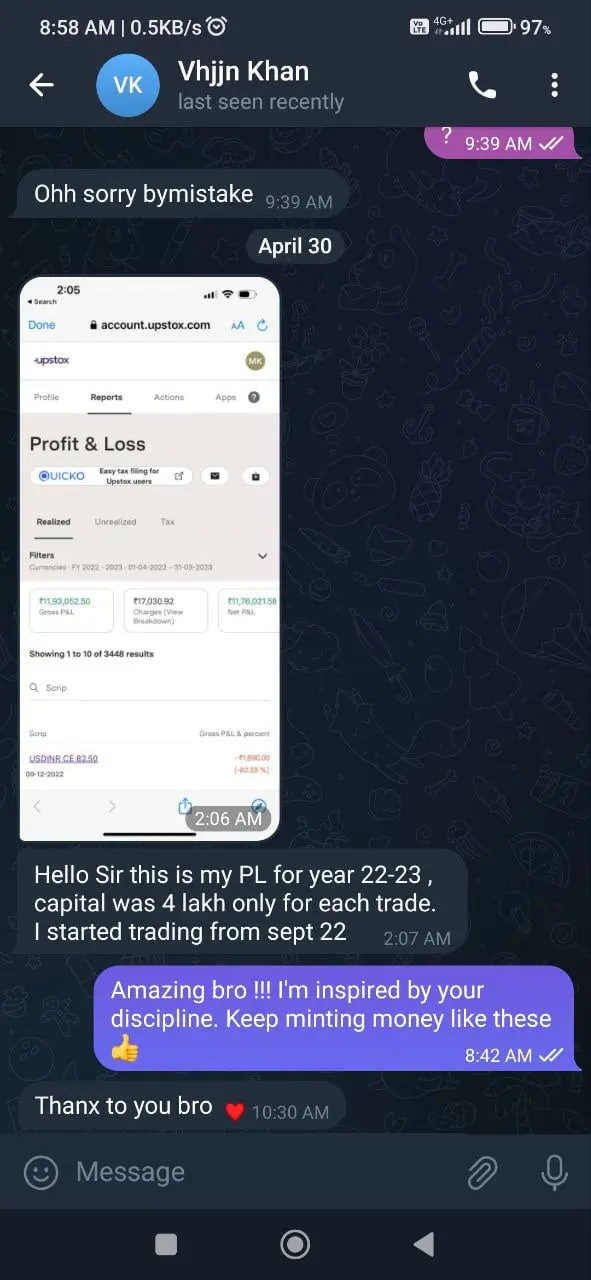 8:58 AM | 0.5KB/s
Vo LTE 4G+ 97%
VK
Vhjjn Khan
last seen recently
? 9:39 AM
Ohh sorry bymistake 9:39 AM
April 30
2:05
Search
Done account.upstox.com AA
upstox MK
Profile Reports Actions Apps ?
Profit & Loss
QUICKO Easy tax filing for
Upstox users
Realized Unrealized Tax
Filters
Currencies - FY 2022 - 2023 - 01-04-2022 - 31-03-2023
₹11,93,052.50 ₹17,030.92 ₹11,76,021.58
Gross P&L Charges (View Net P&L
Breakdown)
Showing 1 to 10 of 3448 results
Scrip
Scrip Gross P&L & percent
USDINR CE 82.50 - ₹1,890.00
09-12-2022
2:06 AM
Hello Sir this is my PL for year 22-23 ,
capital was 4 lakh only for each trade.
I started trading from sept 22 2:07 AM
Amazing bro !!! I'm inspired by your
discipline. Keep minting money like these
👍 8:42 AM
Thanx to you bro ♥ 10:30 AM
Message